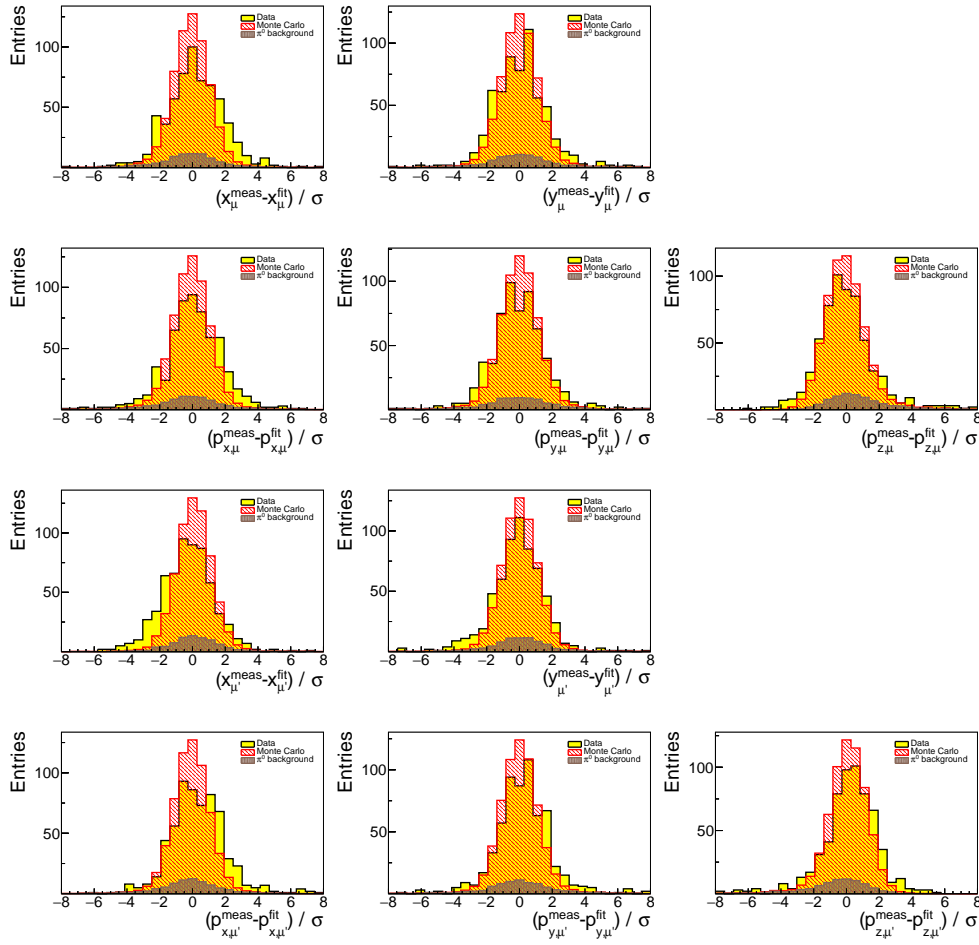 Entries
Data
Monte Carlo
π⁰ background
50
100
−8 −6 −4 −2 0 2 4 6 8
(x_μ^meas-x_μ^fit) / σ
Entries
Data
Monte Carlo
π⁰ background
50
100
−8 −6 −4 −2 0 2 4 6 8
(y_μ^meas-y_μ^fit) / σ
Entries
Data
Monte Carlo
π⁰ background
50
100
−8 −6 −4 −2 0 2 4 6 8
(p_x,μ^meas-p_x,μ^fit) / σ
Entries
Data
Monte Carlo
π⁰ background
50
100
−8 −6 −4 −2 0 2 4 6 8
(p_y,μ^meas-p_y,μ^fit) / σ
Entries
Data
Monte Carlo
π⁰ background
50
100
−8 −6 −4 −2 0 2 4 6 8
(p_z,μ^meas-p_z,μ^fit) / σ
Entries
Data
Monte Carlo
π⁰ background
50
100
−8 −6 −4 −2 0 2 4 6 8
(x_μ'^meas-x_μ'^fit) / σ
Entries
Data
Monte Carlo
π⁰ background
50
100
−8 −6 −4 −2 0 2 4 6 8
(y_μ'^meas-y_μ'^fit) / σ
Entries
Data
Monte Carlo
π⁰ background
50
100
−8 −6 −4 −2 0 2 4 6 8
(p_x,μ'^meas-p_x,μ'^fit) / σ
Entries
Data
Monte Carlo
π⁰ background
50
100
−8 −6 −4 −2 0 2 4 6 8
(p_y,μ'^meas-p_y,μ'^fit) / σ
Entries
Data
Monte Carlo
π⁰ background
50
100
−8 −6 −4 −2 0 2 4 6 8
(p_z,μ'^meas-p_z,μ'^fit) / σ